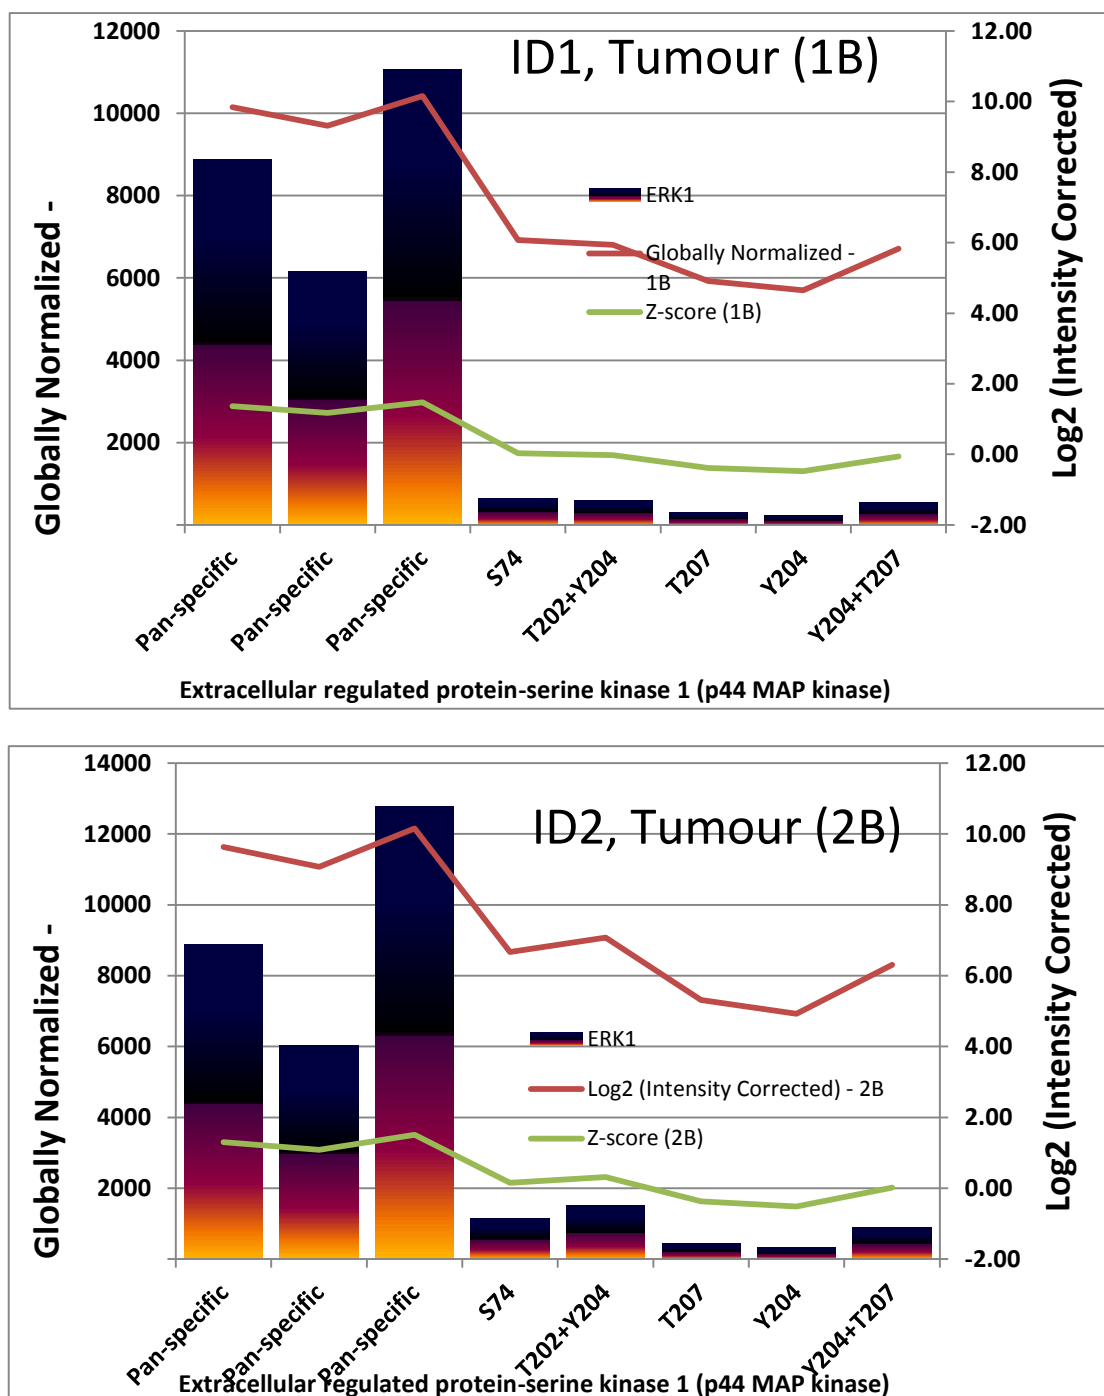 ID1, Tumour (1B)
12000
10000
8000
6000
4000
2000
12.00
10.00
8.00
6.00
4.00
2.00
0.00
-2.00
Globally Normalized -
Log2 (Intensity Corrected)
ERK1
Globally Normalized -
1B
Z-score (1B)
Pan-specific
Pan-specific
Pan-specific
S74
T202+Y204
T207
Y204
Y204+T207
Extracellular regulated protein-serine kinase 1 (p44 MAP kinase)
ID2, Tumour (2B)
14000
12000
10000
8000
6000
4000
2000
12.00
10.00
8.00
6.00
4.00
2.00
0.00
-2.00
Globally Normalized -
Log2 (Intensity Corrected)
ERK1
Log2 (Intensity Corrected) - 2B
Z-score (2B)
Pan-specific
Pan-specific
Pan-specific
S74
T202+Y204
T207
Y204
Y204+T207
Extracellular regulated protein-serine kinase 1 (p44 MAP kinase)